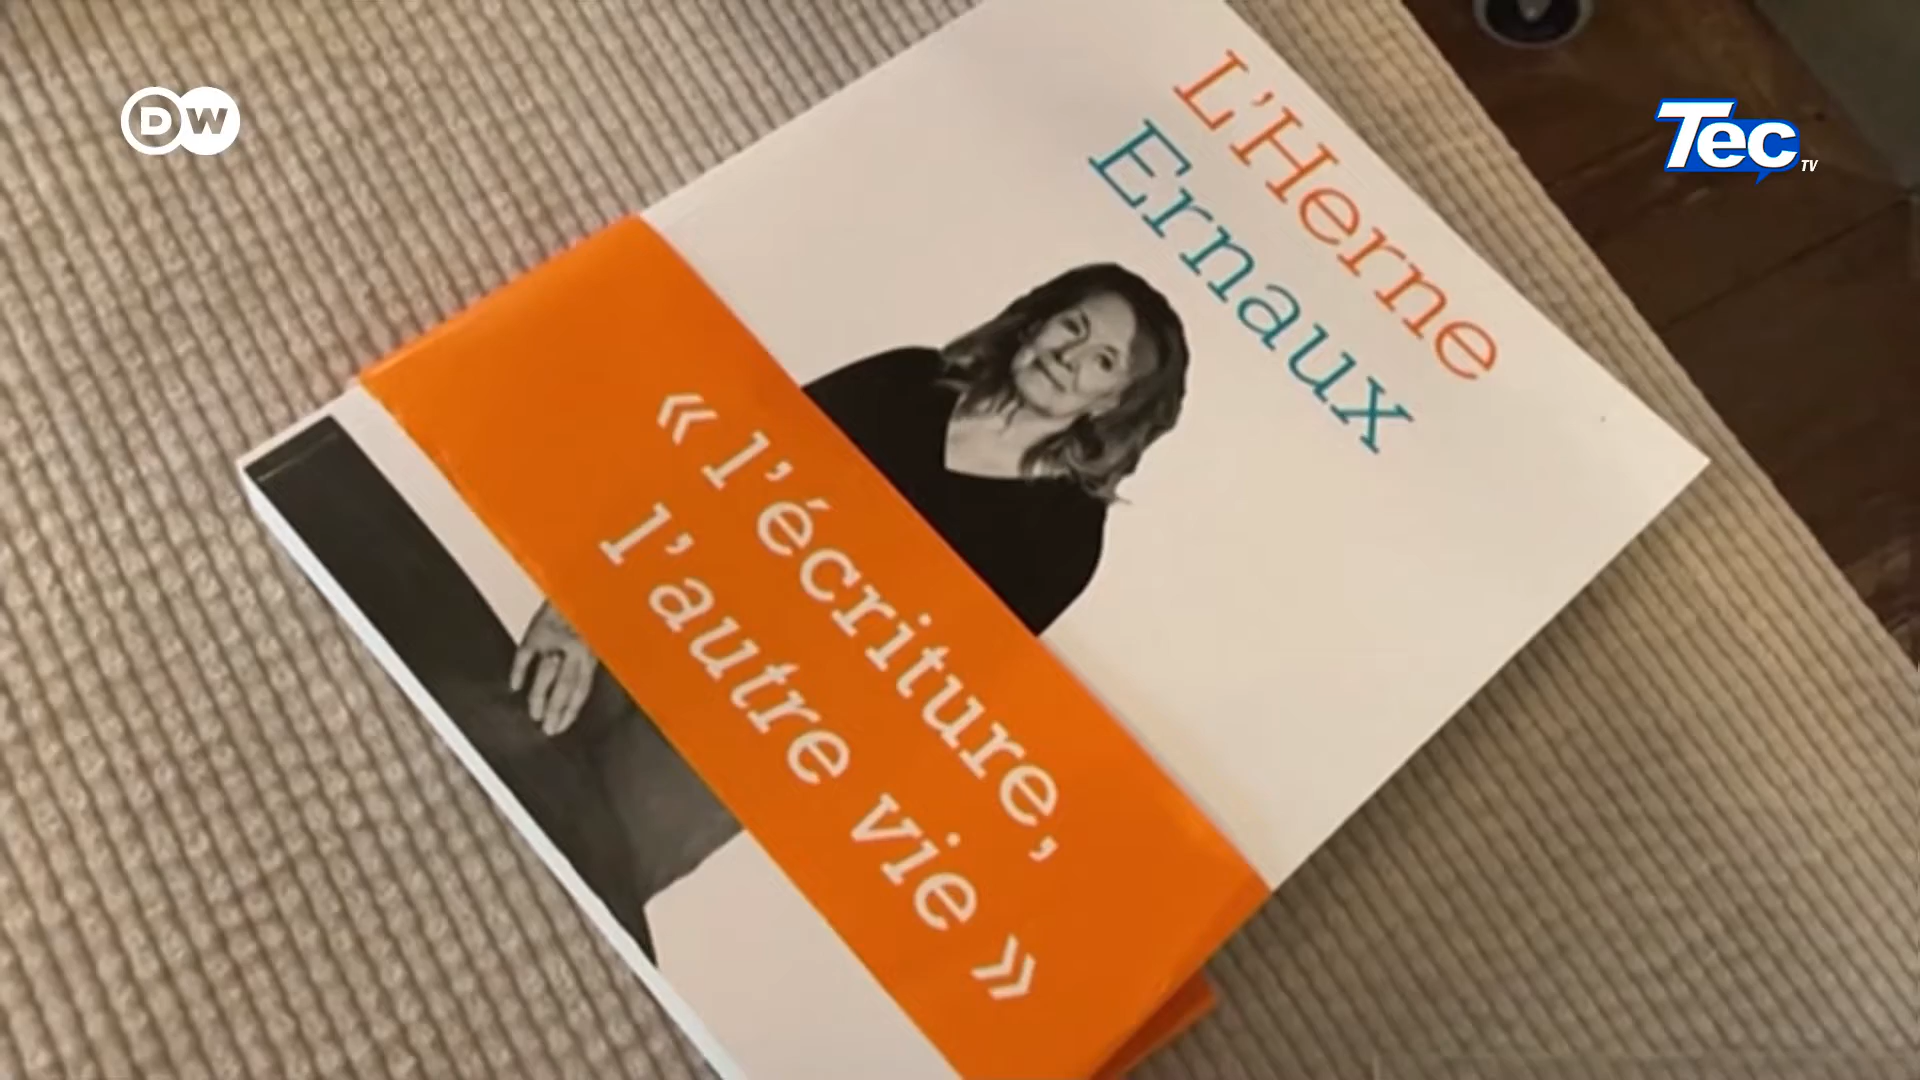 DW
Tec TV
L'Herne
Ernaux
« l'écriture,
l'autre vie »